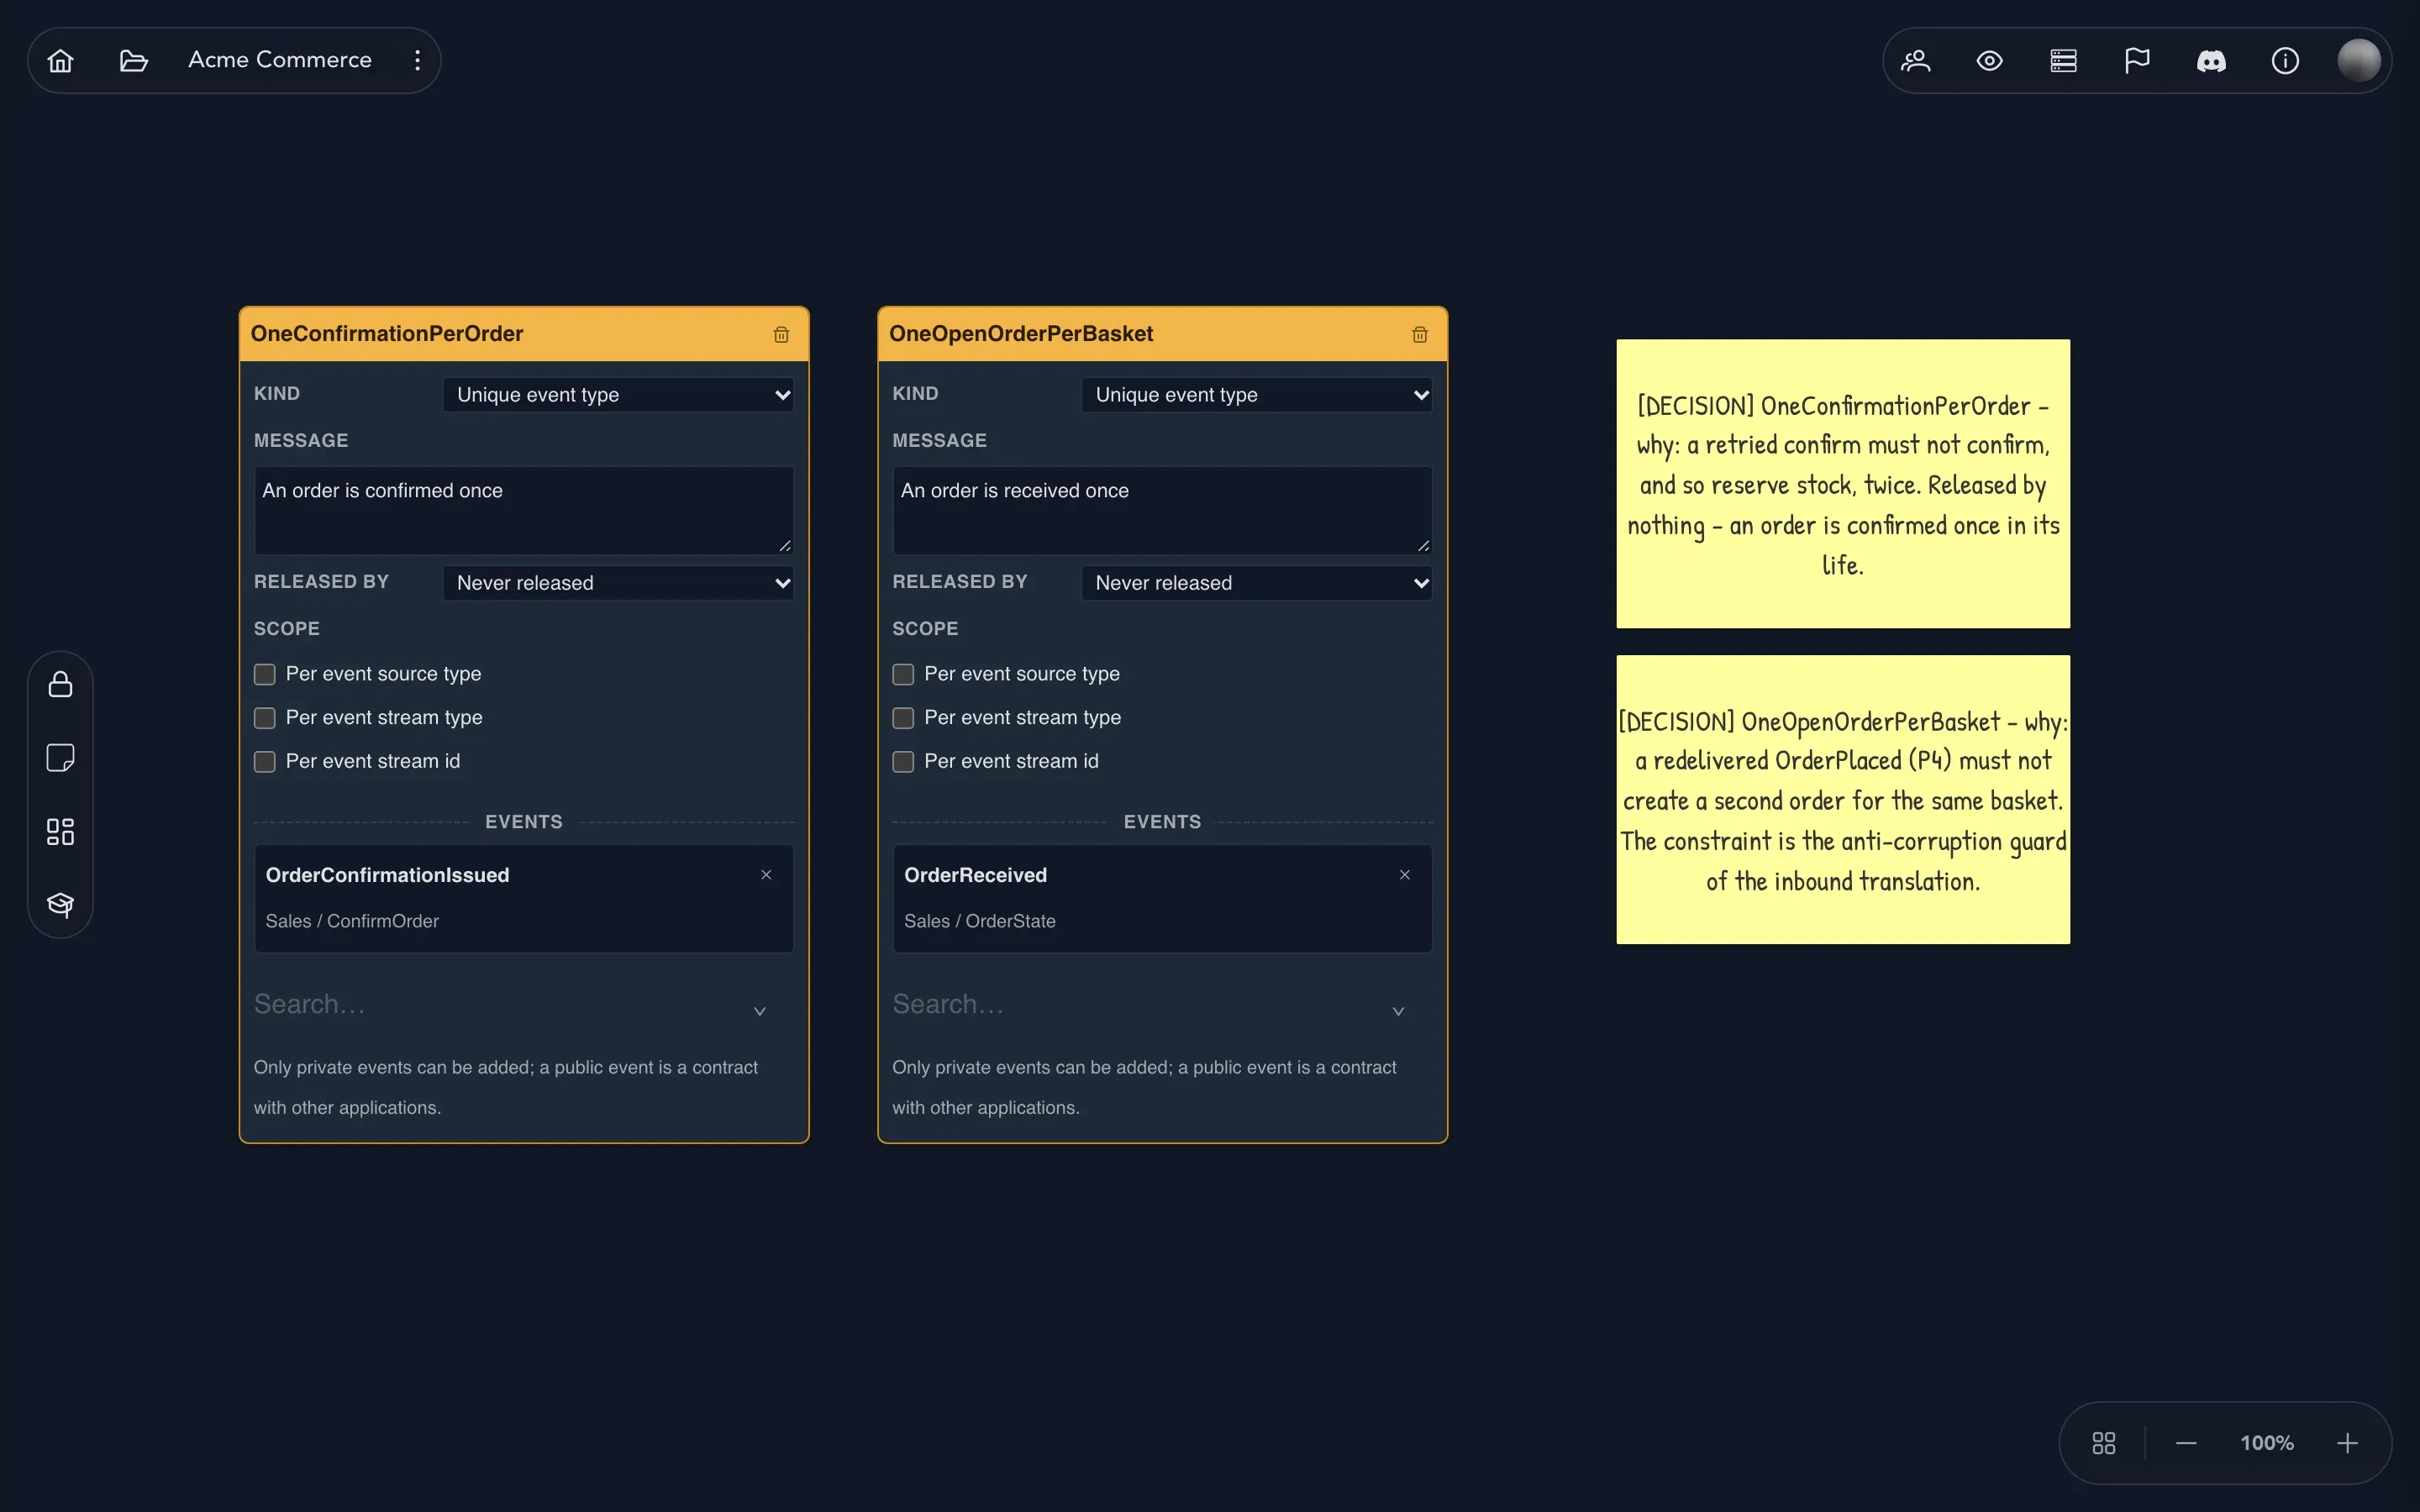 Acme Commerce
OneConfirmationPerOrder
KIND
Unique event type
MESSAGE
An order is confirmed once
RELEASED BY
Never released
SCOPE
Per event source type
Per event stream type
Per event stream id
EVENTS
OrderConfirmationIssued
Sales / ConfirmOrder
Search...
Only private events can be added; a public event is a contract
with other applications.
OneOpenOrderPerBasket
KIND
Unique event type
MESSAGE
An order is received once
RELEASED BY
Never released
SCOPE
Per event source type
Per event stream type
Per event stream id
EVENTS
OrderReceived
Sales / OrderState
Search...
Only private events can be added; a public event is a contract
with other applications.
[DECISION] OneConfirmationPerOrder –
why: a retried confirm must not confirm,
and so reserve stock, twice. Released by
nothing – an order is confirmed once in its
life.
[DECISION] OneOpenOrderPerBasket – why:
a redelivered OrderPlaced (P4) must not
create a second order for the same basket.
The constraint is the anti-corruption guard
of the inbound translation.
100%